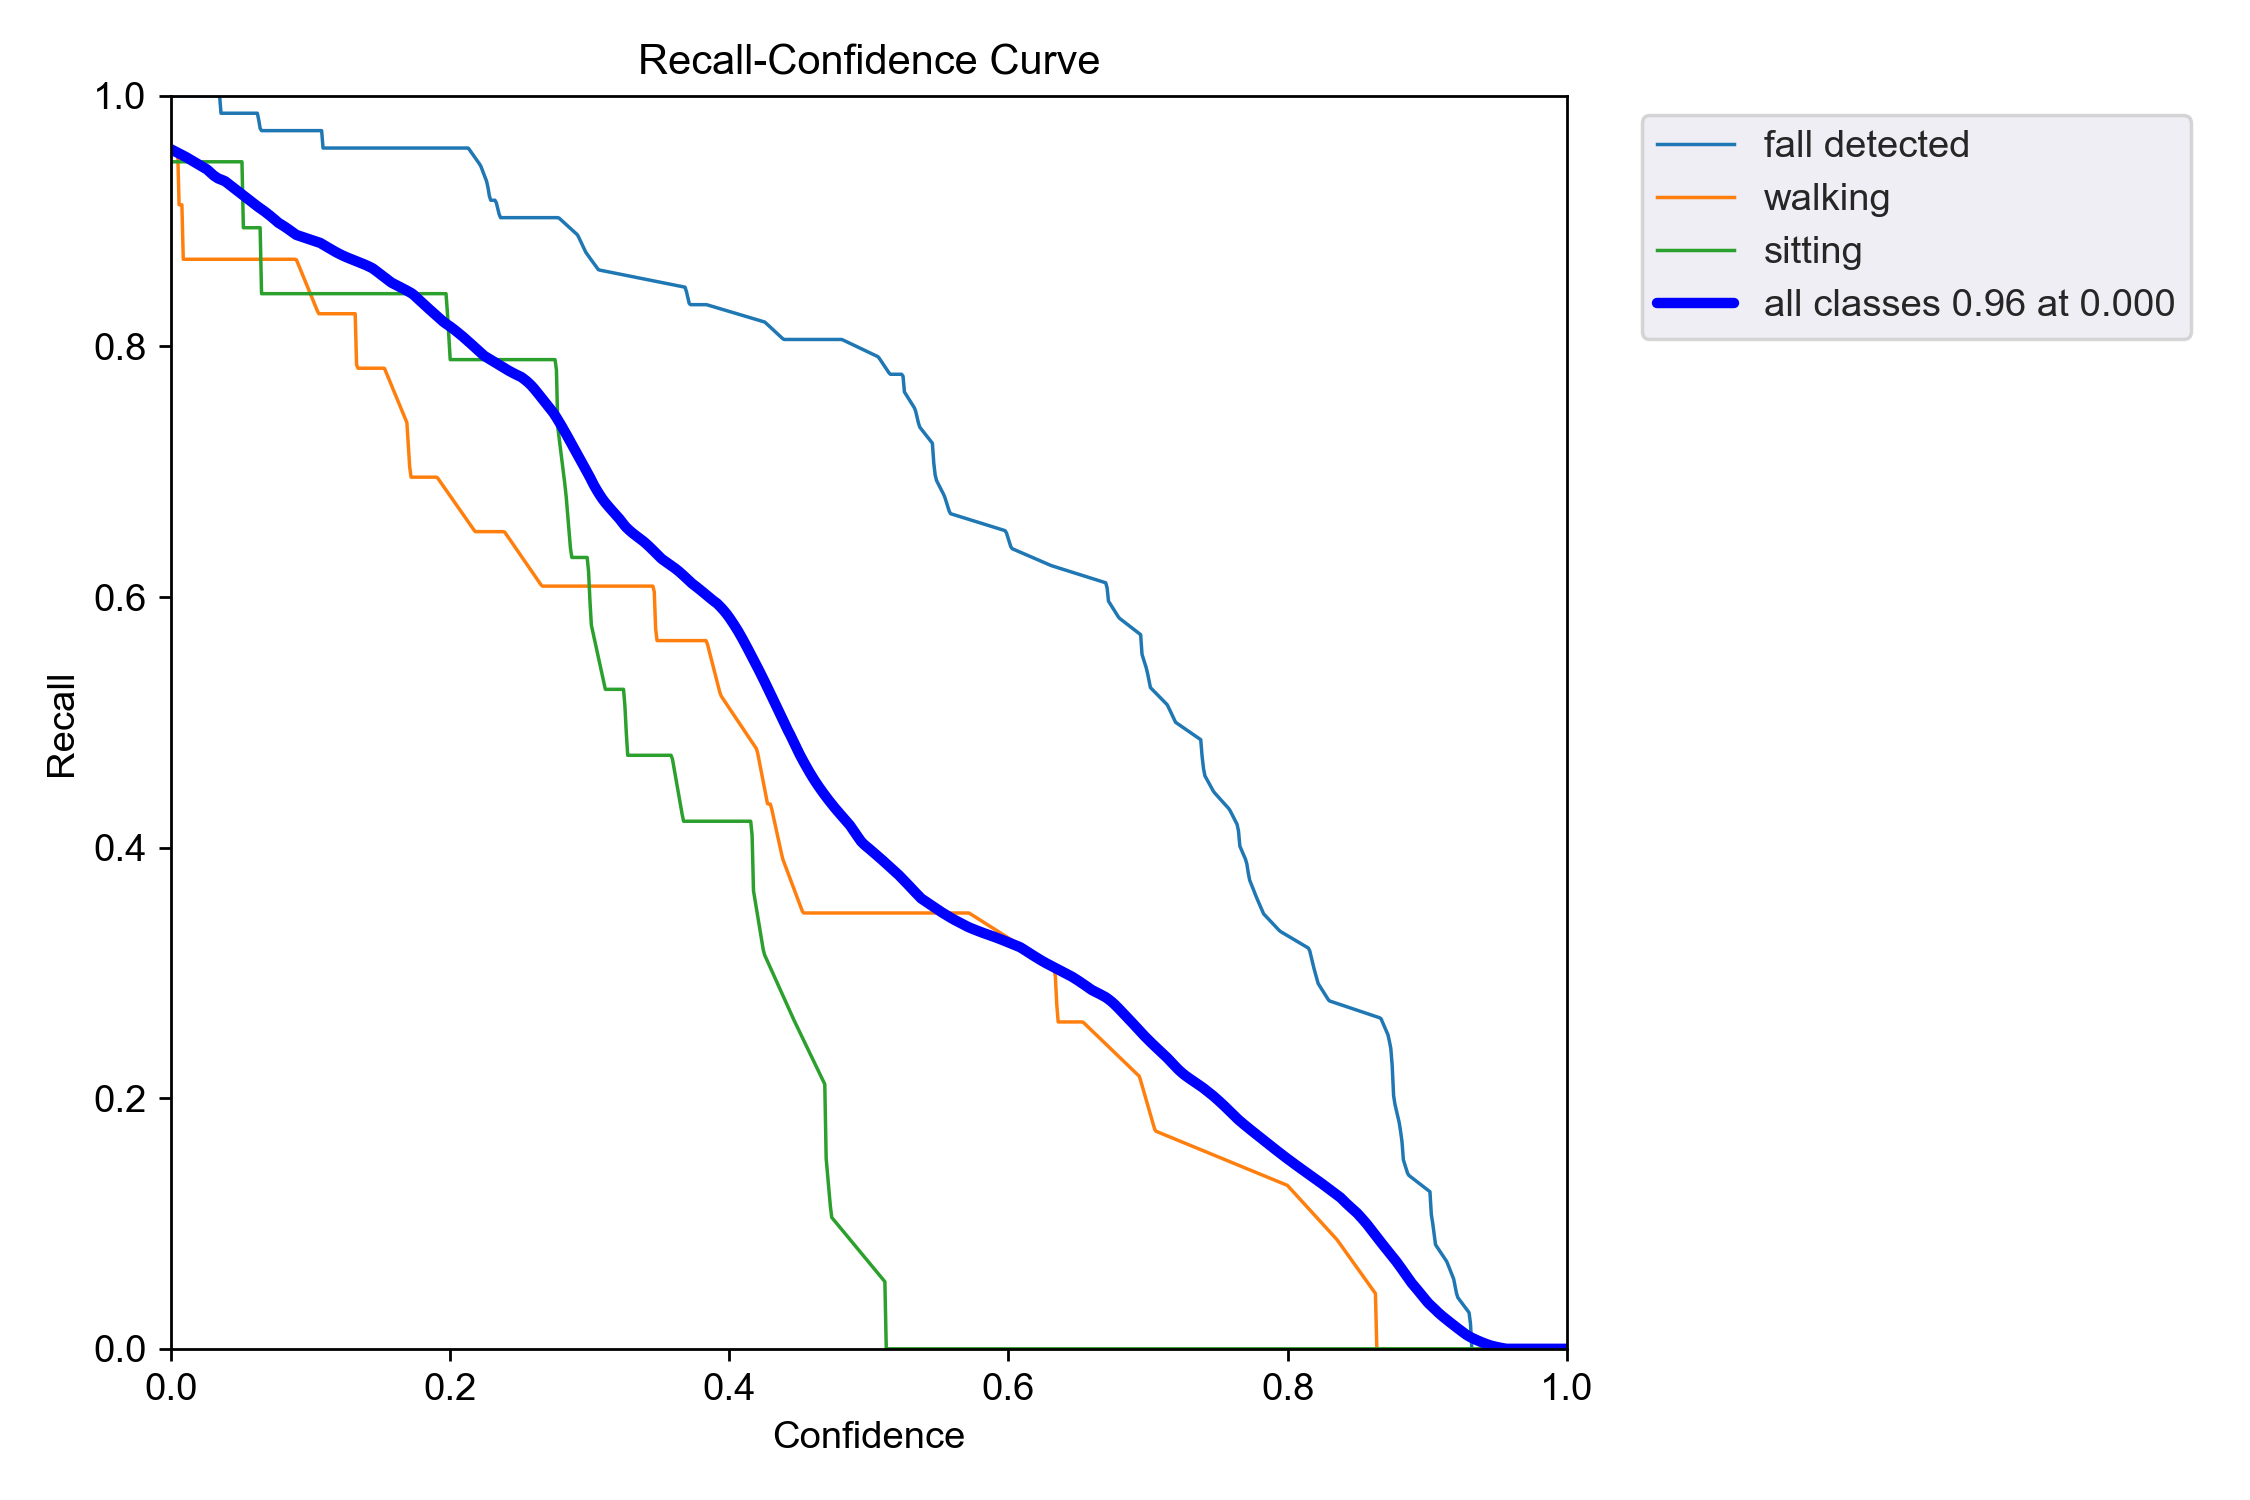 Recall-Confidence Curve
1.0
0.8
0.6
0.4
0.2
0.0
Recall
0.0 0.2 0.4 0.6 0.8 1.0
Confidence
fall detected
walking
sitting
all classes 0.96 at 0.000